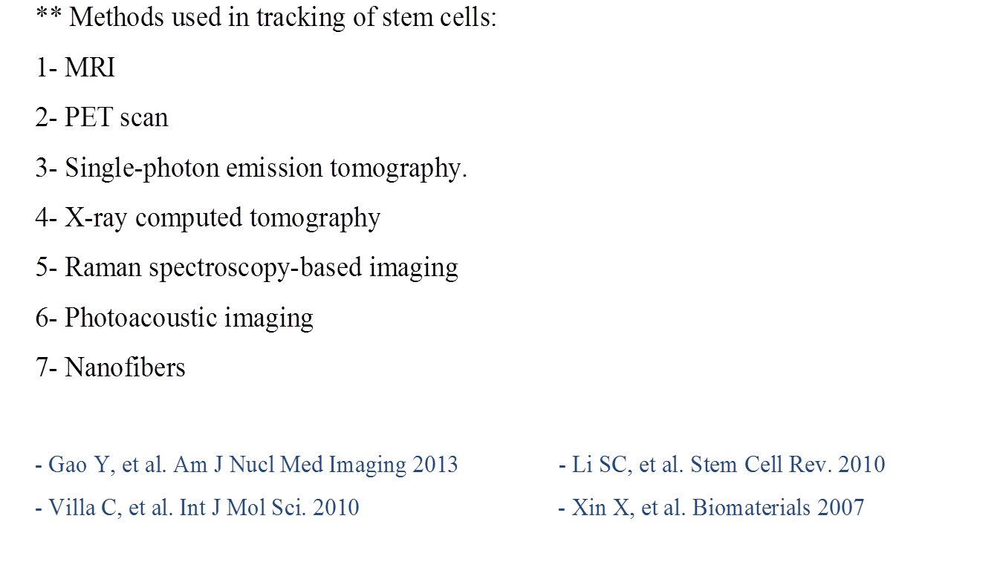 ** Methods used in tracking of stem cells:
1- MRI
2- PET scan
3- Single-photon emission tomography.
4- X-ray computed tomography
5- Raman spectroscopy-based imaging
6- Photoacoustic imaging
7- Nanofibers
- Gao Y, et al. Am J Nucl Med Imaging 2013
- Li SC, et al. Stem Cell Rev. 2010
- Villa C, et al. Int J Mol Sci. 2010
- Xin X, et al. Biomaterials 2007